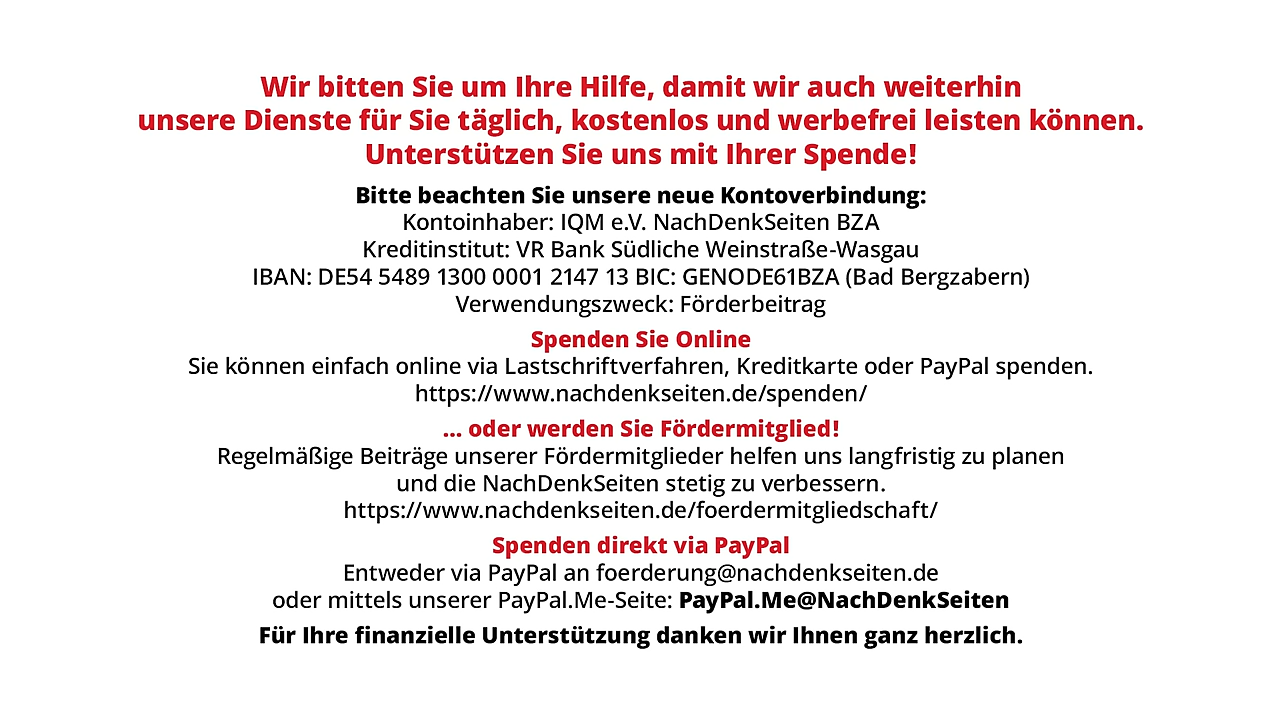 Wir bitten Sie um Ihre Hilfe, damit wir auch weiterhin
unsere Dienste für Sie täglich, kostenlos und werbefrei leisten können.
Unterstützen Sie uns mit Ihrer Spende!
Bitte beachten Sie unsere neue Kontoverbindung:
Kontoinhaber: IQM e.V. NachDenkSeiten BZA
Kreditinstitut: VR Bank Südliche Weinstraße-Wasgau
IBAN: DE54 5489 1300 0001 2147 13 BIC: GENODE61BZA (Bad Bergzabern)
Verwendungszweck: Förderbeitrag
Spenden Sie Online
Sie können einfach online via Lastschriftverfahren, Kreditkarte oder PayPal spenden.
https://www.nachdenkseiten.de/spenden/
... oder werden Sie Fördermitglied!
Regelmäßige Beiträge unserer Fördermitglieder helfen uns langfristig zu planen
und die NachDenkSeiten stetig zu verbessern.
https://www.nachdenkseiten.de/foerdermitgliedschaft/
Spenden direkt via PayPal
Entweder via PayPal an foerderung@nachdenkseiten.de
oder mittels unserer PayPal.Me-Seite: PayPal.Me@NachDenkSeiten
Für Ihre finanzielle Unterstützung danken wir Ihnen ganz herzlich.